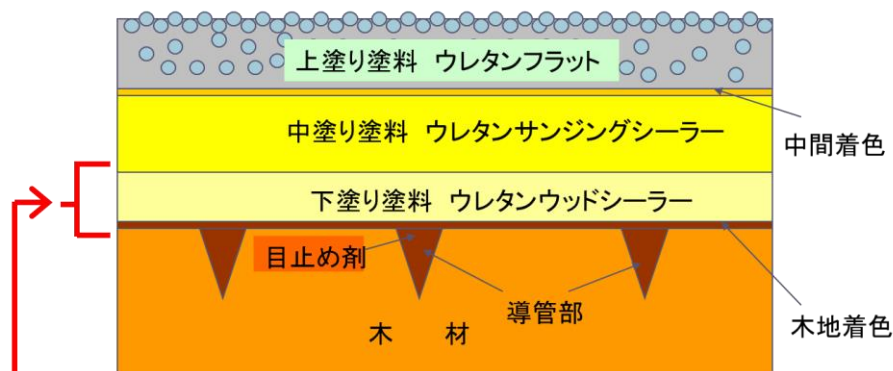 上塗り塗料 ウレタンフラット
中間着色
中塗り塗料 ウレタンサンジングシーラー
下塗り塗料 ウレタンウッドシーラー
目止め剤
導管部
木地着色
木 材